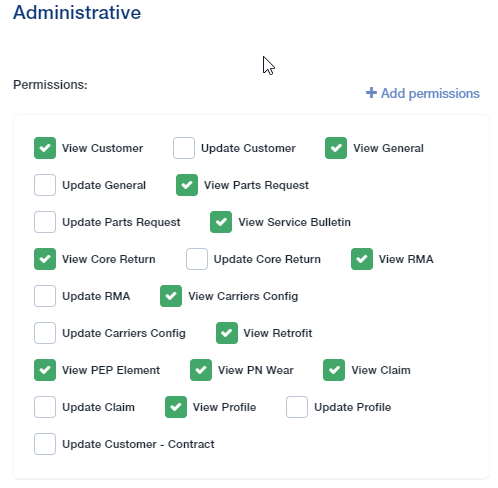 Administrative
Permissions:
+ Add permissions
View Customer Update Customer View General
Update General View Parts Request
Update Parts Request View Service Bulletin
View Core Return Update Core Return View RMA
Update RMA View Carriers Config
Update Carriers Config View Retrofit
View PEP Element View PN Wear View Claim
Update Claim View Profile Update Profile
Update Customer - Contract